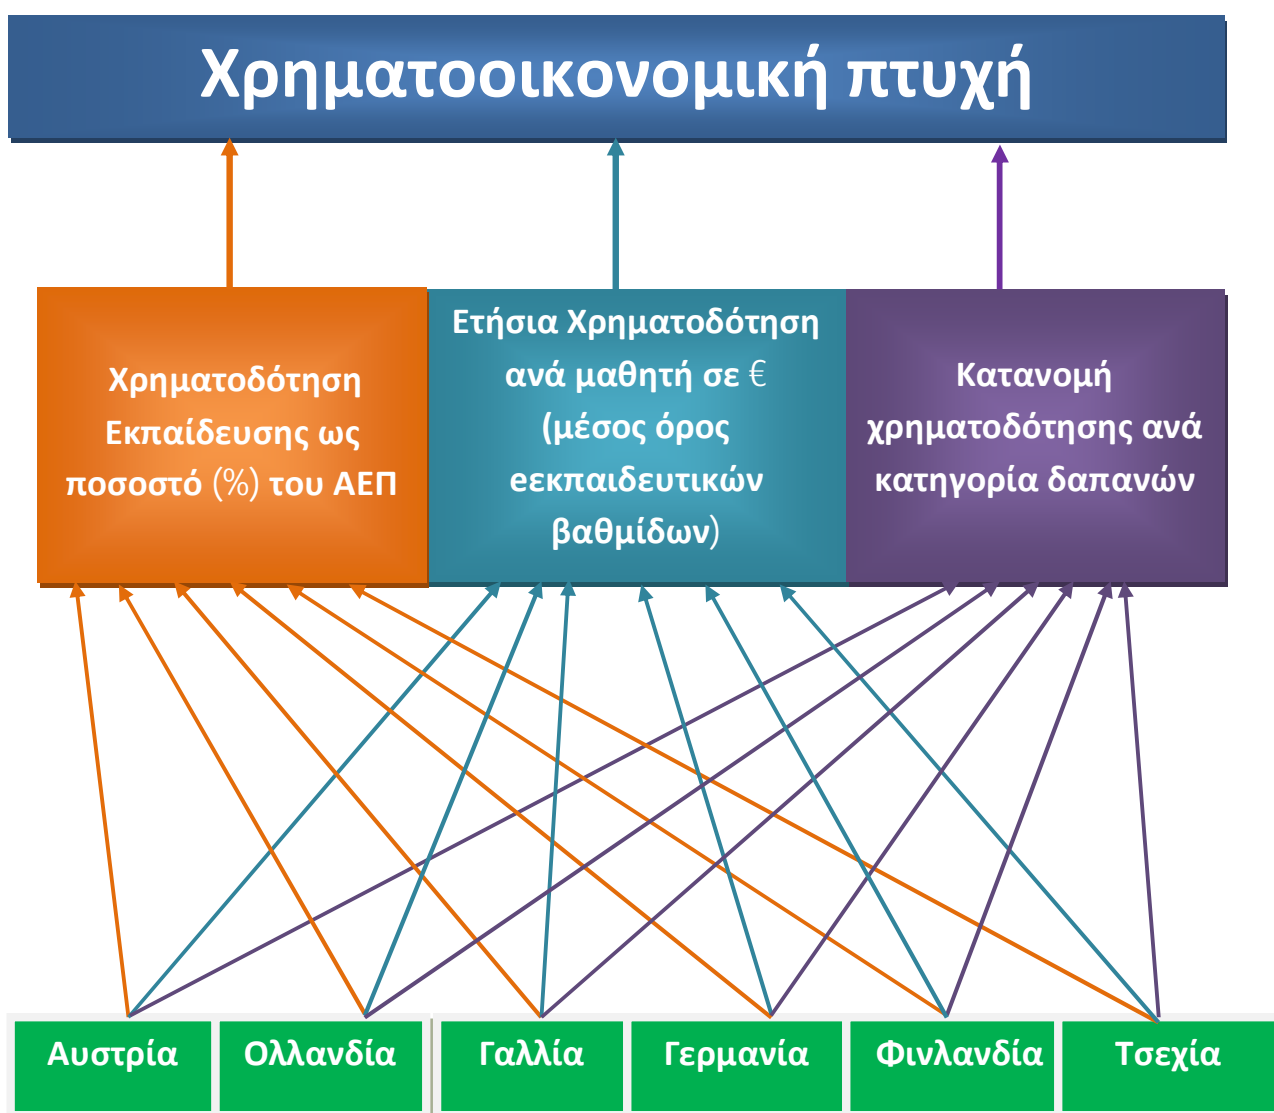 Χρηματοοικονομική πτυχή
Χρηματοδότηση
Εκπαίδευσης ως
ποσοστό (%) του ΑΕΠ
Ετήσια Χρηματοδότηση
ανά μαθητή σε €
(μέσος όρος
eεκπαιδευτικών
βαθμίδων)
Κατανομή
χρηματοδότησης ανά
κατηγορία δαπανών
Αυστρία
Ολλανδία
Γαλλία
Γερμανία
Φινλανδία
Τσεχία